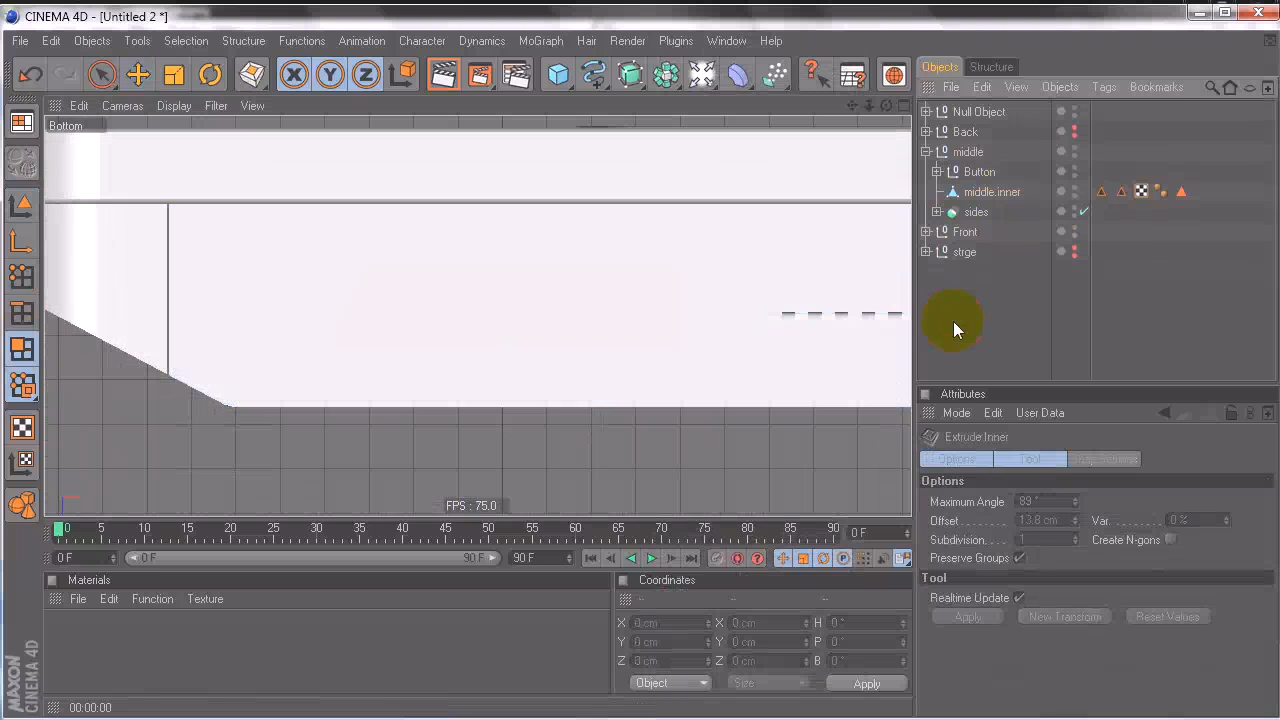 CINEMA 4D - [Untitled 2 *]
File Edit Objects Tools Selection Structure Functions Animation Character Dynamics MoGraph Hair Render Plugins Window Help
X Y Z
Objects Structure
File Edit View Objects Tags Bookmarks
Edit Cameras Display Filter View
Bottom
Null Object
Back
middle
Button
middle.inner
sides
Front
strge
Attributes
Mode Edit User Data
Extrude Inner
Options Tool
Options
Maximum Angle 89 °
Offset 13.8 cm Var. 0 %
Subdivision 1 Create N-gons
Preserve Groups
Tool
Realtime Update
Apply New Transform Reset Values
FPS : 75.0
0 5 10 15 20 25 30 35 40 45 50 55 60 65 70 75 80 85 90 0 F
0 F 0 F 90 F 90 F
Materials
File Edit Function Texture
Coordinates
X 0 cm X 0 cm H 0 °
Y 0 cm Y 0 cm P 0 °
Z 0 cm Z 0 cm B 0 °
Object Size Apply
MAXON CINEMA 4D
00:00:00